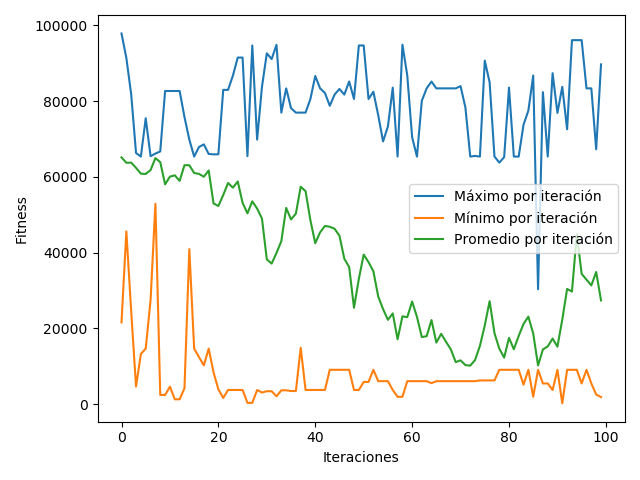 100000
80000
60000
40000
20000
0
Fitness
Máximo por iteración
Mínimo por iteración
Promedio por iteración
0 20 40 60 80 100
Iteraciones